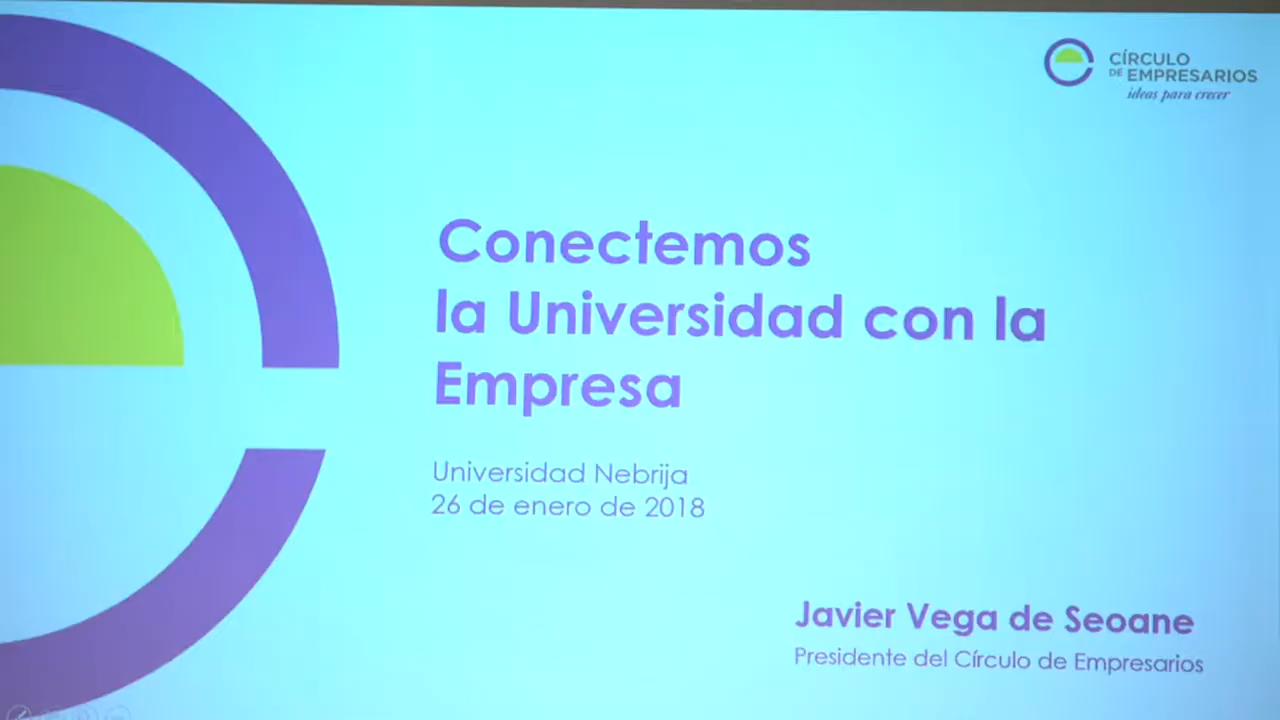 CÍRCULO
DE EMPRESARIOS
ideas para crecer
Conectemos
la Universidad con la
Empresa
Universidad Nebrija
26 de enero de 2018
Javier Vega de Seoane
Presidente del Círculo de Empresarios